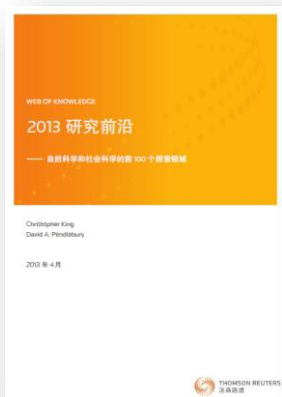 WEB OF KNOWLEDGE
2013 研究前沿
—— 自然科学和社会科学的前 100 个探索领域
Christopher King
David A. Pendlebury
2013 年 4 月
THOMSON REUTERS
汤森路透